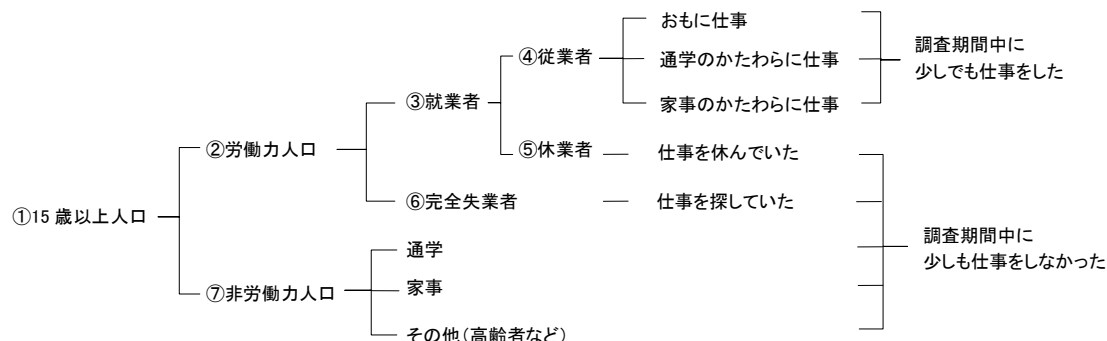 おもに仕事
④従業者
通学のかたわらに仕事
調査期間中に
少しでも仕事をした
③就業者
家事のかたわらに仕事
②労働力人口
⑤休業者
仕事を休んでいた
⑥完全失業者
仕事を探していた
①15 歳以上人口
通学
調査期間中に
少しも仕事をしなかった
⑦非労働力人口
家事
その他(高齢者など)